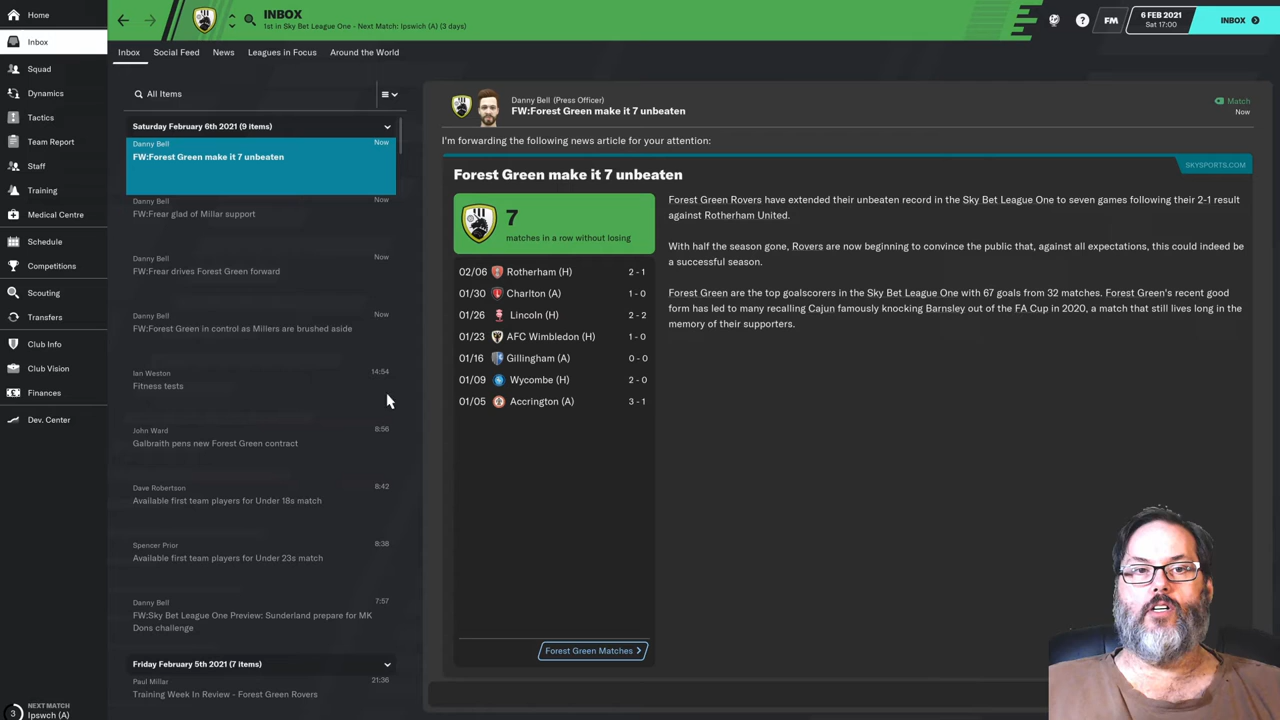 Home
Inbox
Squad
Dynamics
Tactics
Team Report
Staff
Training
Medical Centre
Schedule
Competitions
Scouting
Transfers
Club Info
Club Vision
Finances
Dev. Center
3
NEXT MATCH
Ipswch (A)
INBOX
1st in Sky Bet League One - Next Match: Ipswich (A) (3 days)
?
FM
6 FEB 2021
Sat 17:00
INBOX
Inbox
Social Feed
News
Leagues in Focus
Around the World
All Items
Saturday February 6th 2021 (9 items)
Danny Bell Now
FW:Forest Green make it 7 unbeaten
Danny Bell Now
FW:Frear glad of Millar support
Danny Bell Now
FW:Frear drives Forest Green forward
Danny Bell Now
FW:Forest Green in control as Millers are brushed aside
Ian Weston 14:54
Fitness tests
John Ward 8:56
Galbraith pens new Forest Green contract
Dave Robertson 8:42
Available first team players for Under 18s match
Spencer Prior 8:38
Available first team players for Under 23s match
Danny Bell 7:57
FW:Sky Bet League One Preview: Sunderland prepare for MK
Dons challenge
Friday February 5th 2021 (7 items)
Paul Millar 21:36
Training Week In Review - Forest Green Rovers
Danny Bell (Press Officer)
FW:Forest Green make it 7 unbeaten
Match
Now
I'm forwarding the following news article for your attention:
SKYSPORTS.COM
Forest Green make it 7 unbeaten
7
matches in a row without losing
02/06 Rotherham (H) 2 - 1
01/30 Charlton (A) 1 - 0
01/26 Lincoln (H) 2 - 2
01/23 AFC Wimbledon (H) 1 - 0
01/16 Gillingham (A) 0 - 0
01/09 Wycombe (H) 2 - 0
01/05 Accrington (A) 3 - 1
Forest Green Matches
Forest Green Rovers have extended their unbeaten record in the Sky Bet League One to seven games following their 2-1 result
against Rotherham United.
With half the season gone, Rovers are now beginning to convince the public that, against all expectations, this could indeed be
a successful season.
Forest Green are the top goalscorers in the Sky Bet League One with 67 goals from 32 matches. Forest Green's recent good
form has led to many recalling Cajun famously knocking Barnsley out of the FA Cup in 2020, a match that still lives long in the
memory of their supporters.